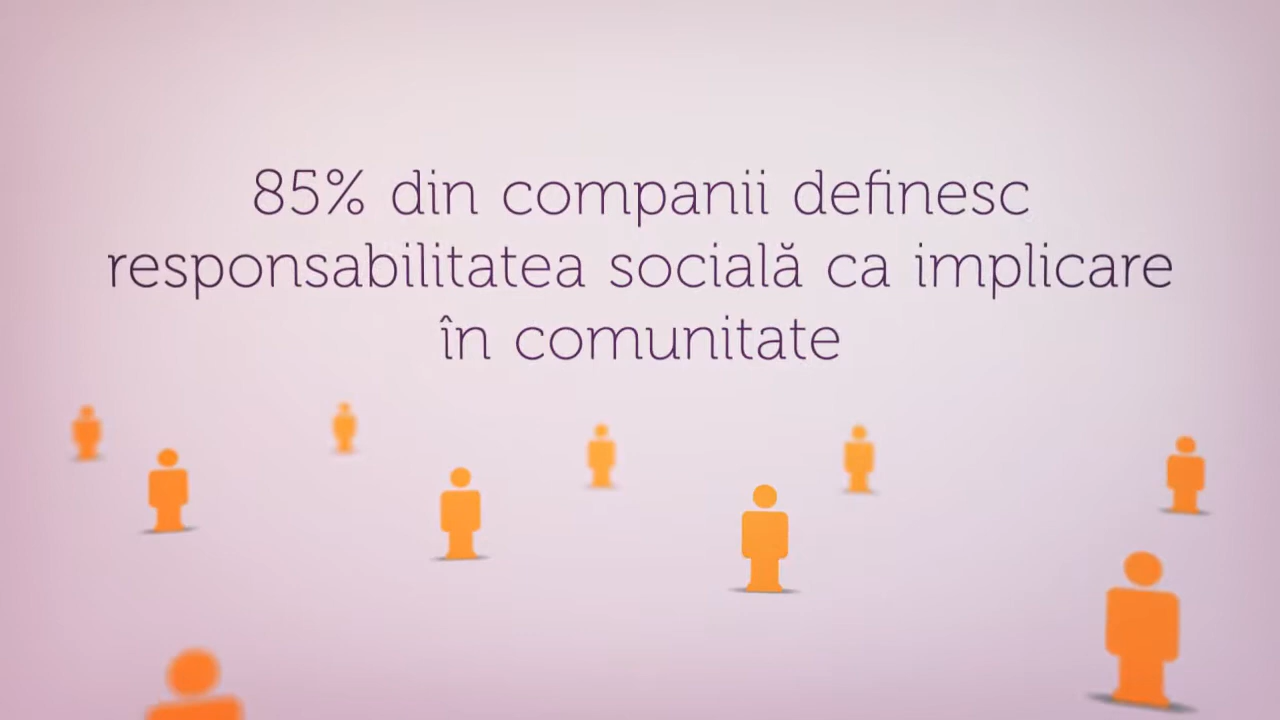 85% din companii definesc
responsabilitatea socială ca implicare
în comunitate